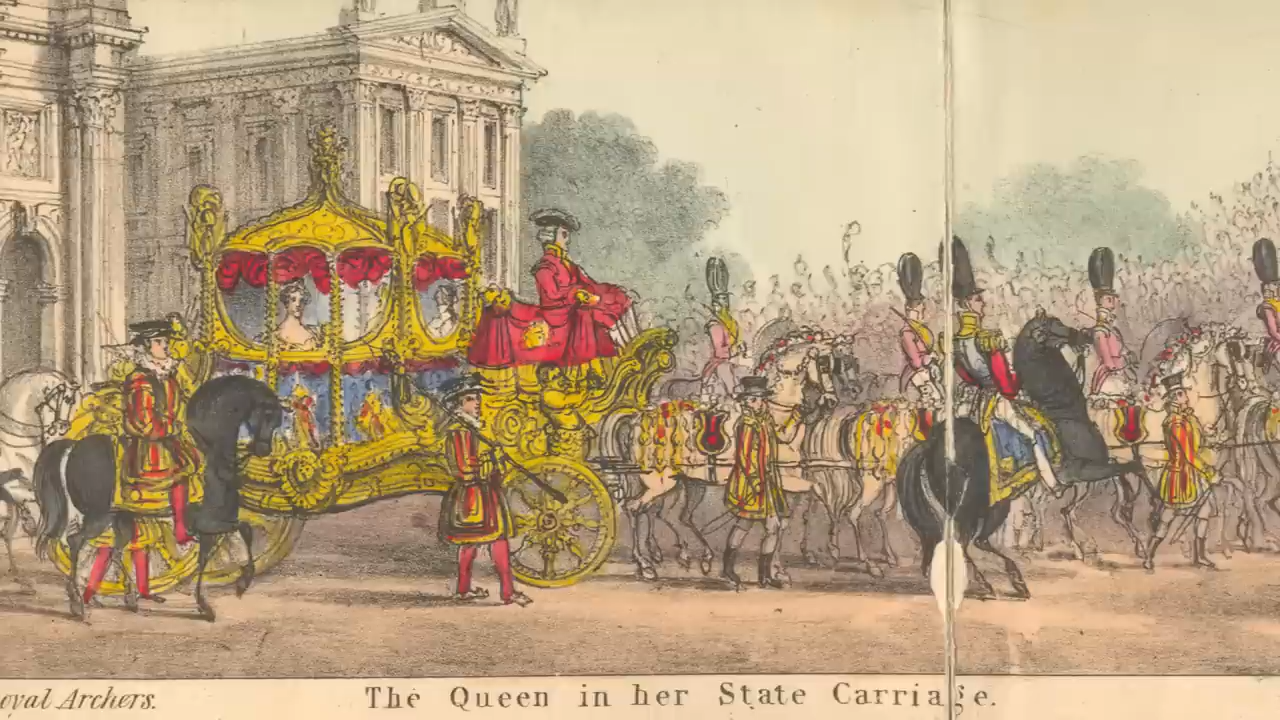 oyal Archers.
The Queen in her State Carriage.